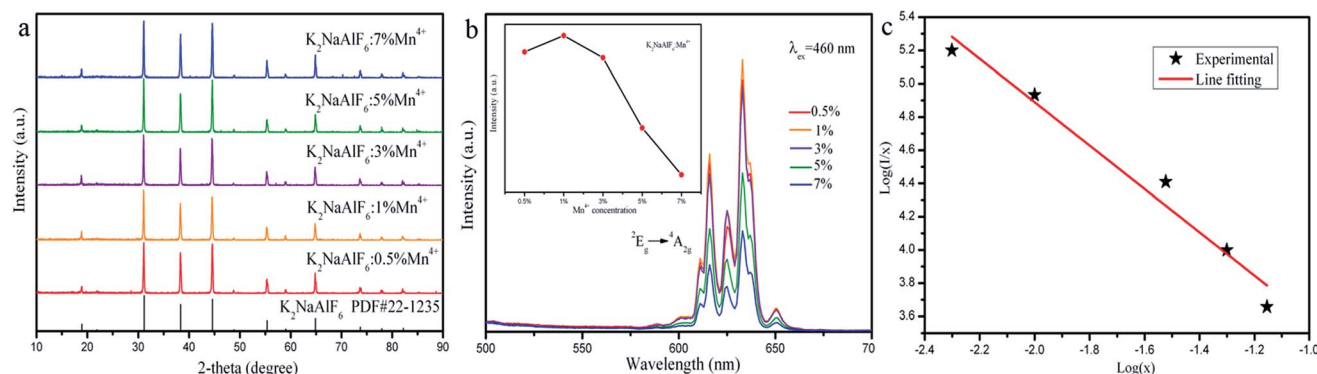 a
K₂NaAlF₆:7%Mn⁴⁺
K₂NaAlF₆:5%Mn⁴⁺
K₂NaAlF₆:3%Mn⁴⁺
K₂NaAlF₆:1%Mn⁴⁺
K₂NaAlF₆:0.5%Mn⁴⁺
K₂NaAlF₆ PDF#22-1235
Intensity (a.u.)
10 20 30 40 50 60 70 80 90
2-theta (degree)
b
K₂NaAlF₆:Mn⁴⁺
Intensity (a.u.)
0.5% 1% 3% 5% 7%
Mn⁴⁺ concentration
λex=460 nm
0.5%
1%
3%
5%
7%
²Eg→⁴A2g
Intensity (a.u.)
500 550 600 650 70
Wavelength (nm)
c
Experimental
Line fitting
5.4
5.2
5.0
4.8
4.4
4.2
4.0
3.8
3.6
Log(I/x)
-2.4 -2.2 -2.0 -1.8 -1.6 -1.4 -1.2 -1.0
Log(x)